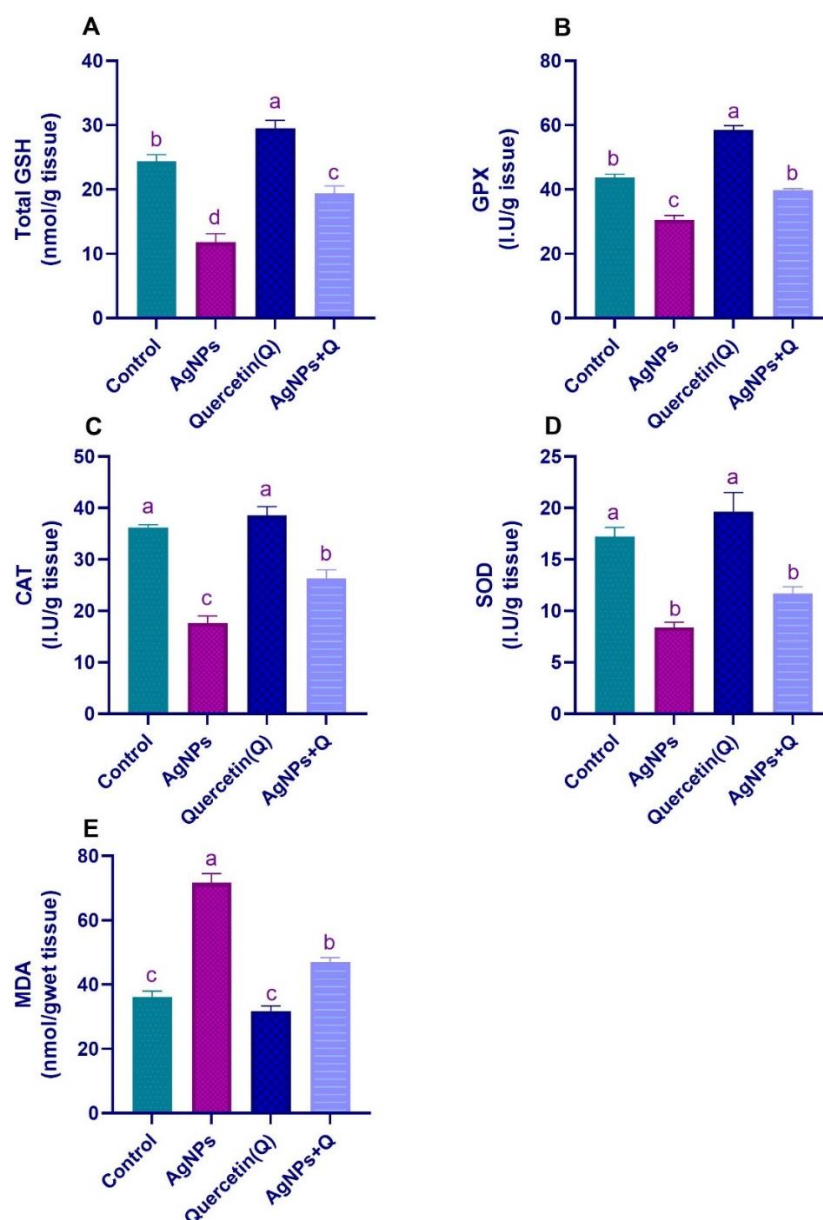 A
Total GSH
(nmol/g tissue)
40
30
20
10
0
b
d
a
c
Control
AgNPs
Quercetin(Q)
AgNPs+Q
B
GPX
(I.U/g issue)
80
60
40
20
0
b
c
a
b
Control
AgNPs
Quercetin(Q)
AgNPs+Q
C
CAT
(I.U/g tissue)
50
40
30
20
10
0
a
c
a
b
Control
AgNPs
Quercetin(Q)
AgNPs+Q
D
SOD
(I.U/g tissue)
25
20
15
10
5
0
a
b
a
b
Control
AgNPs
Quercetin(Q)
AgNPs+Q
E
MDA
(nmol/gwet tissue)
80
60
40
20
0
c
a
c
b
Control
AgNPs
Quercetin(Q)
AgNPs+Q